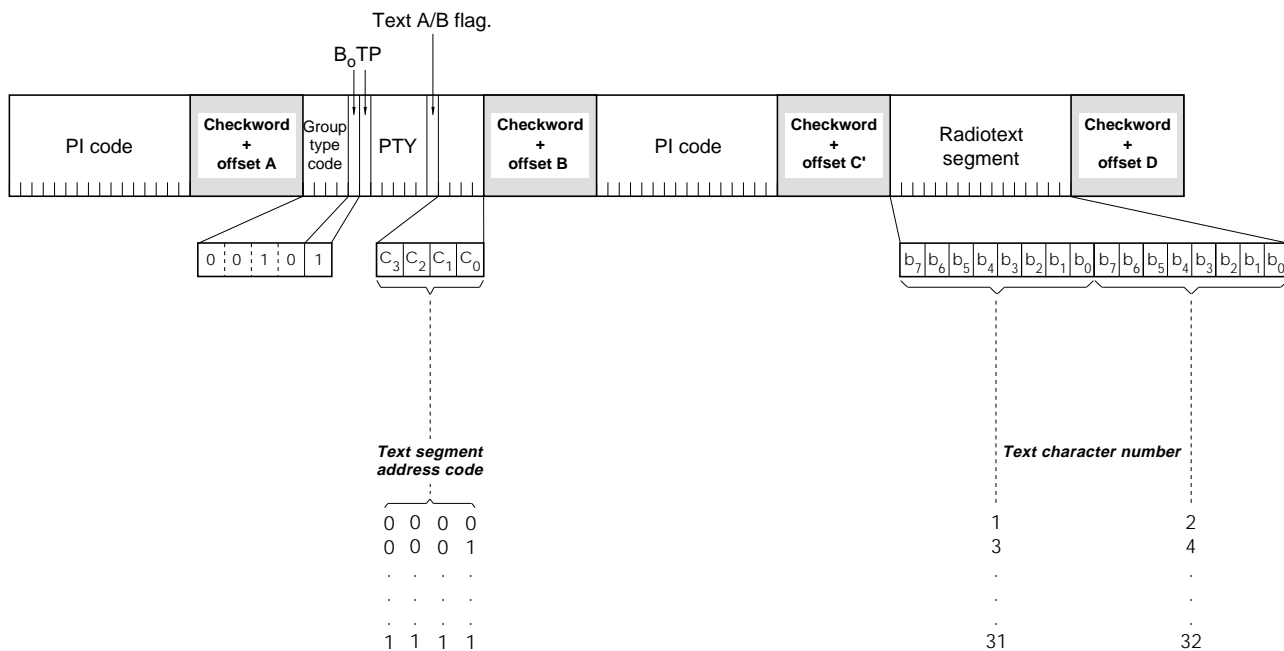 Text A/B flag.
B₀ TP
PI code
Checkword
+
offset A
Group
type
code
PTY
Checkword
+
offset B
PI code
Checkword
+
offset C'
Radiotext
segment
Checkword
+
offset D
0 0 1 0 1
C₃ C₂ C₁ C₀
b₇ b₆ b₅ b₄ b₃ b₂ b₁ b₀ b₇ b₆ b₅ b₄ b₃ b₂ b₁ b₀
Text segment
address code
Text character number
0 0 0 0 1 2
0 0 0 1 3 4
. . . . . .
. . . . . .
. . . . . .
1 1 1 1 31 32